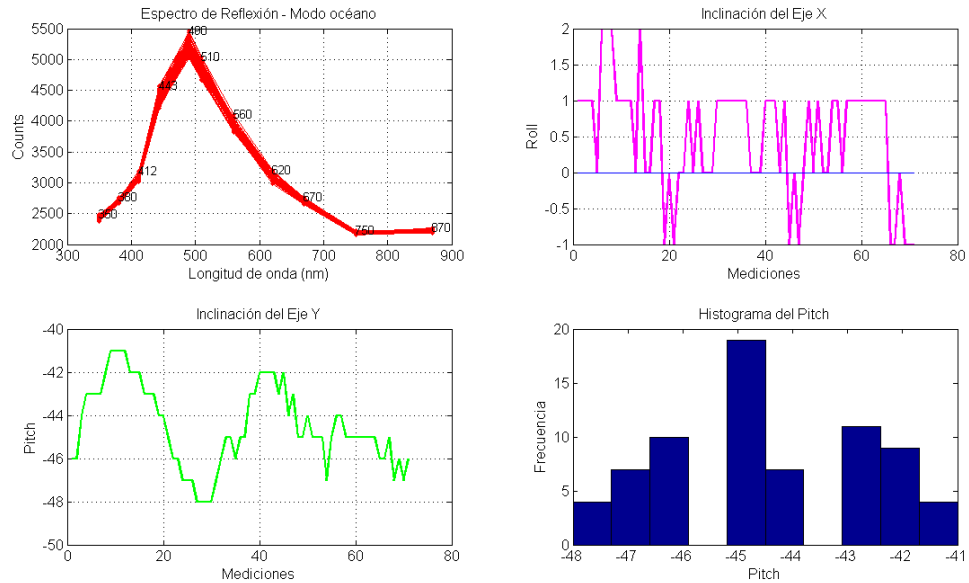 Espectro de Reflexión - Modo océano
5500
5000
4500
4000
3500
3000
2500
2000
Counts
350
380
412
443
490
510
560
620
670
750
870
300 400 500 600 700 800 900
Longitud de onda (nm)
Inclinación del Eje X
2
1.5
1
0.5
0
-0.5
-1
Roll
0 20 40 60 80
Mediciones
Inclinación del Eje Y
-40
-42
-44
-46
-48
-50
Pitch
0 20 40 60 80
Mediciones
Histograma del Pitch
20
15
10
5
0
Frecuencia
-48 -47 -46 -45 -44 -43 -42 -41
Pitch